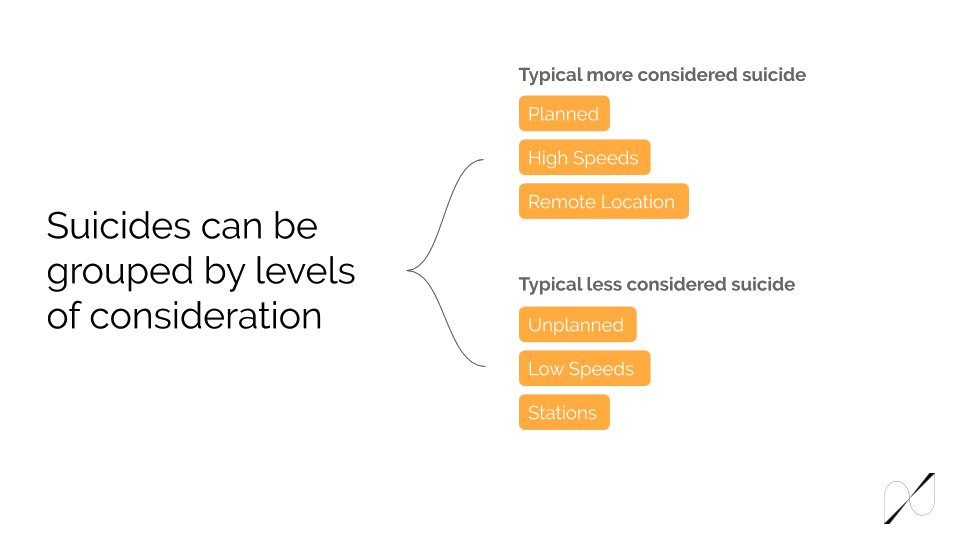 Suicides can be
grouped by levels
of consideration
Typical more considered suicide
Planned
High Speeds
Remote Location
Typical less considered suicide
Unplanned
Low Speeds
Stations